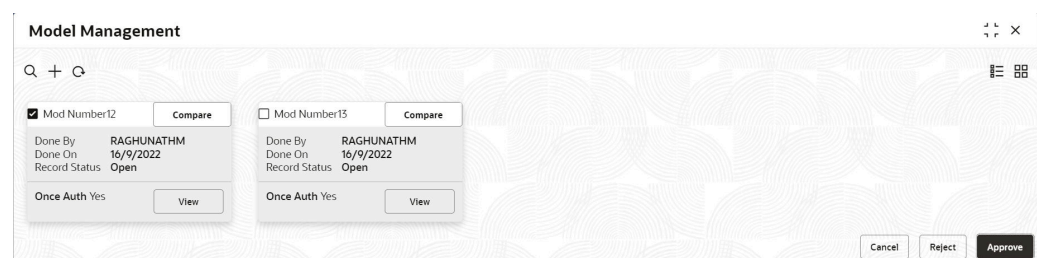 Model Management
Mod Number12 Compare
Done By RAGHUNATHM
Done On 16/9/2022
Record Status Open
Once Auth Yes View
Mod Number13 Compare
Done By RAGHUNATHM
Done On 16/9/2022
Record Status Open
Once Auth Yes View
Cancel Reject Approve